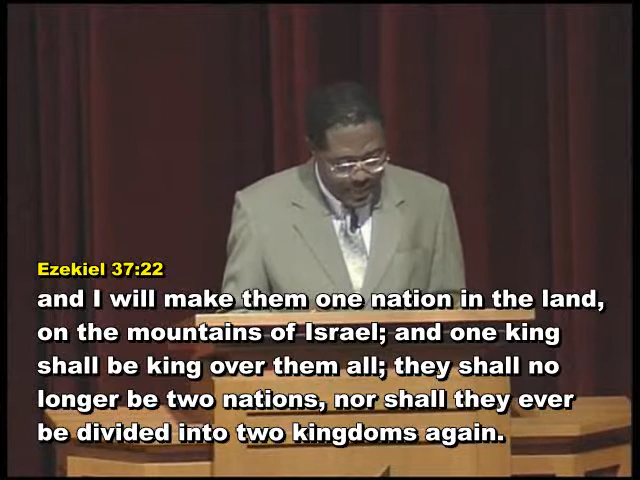 Ezekiel 37:22
and I will make them one nation in the land,
on the mountains of Israel; and one king
shall be king over them all; they shall no
longer be two nations, nor shall they ever
be divided into two kingdoms again.